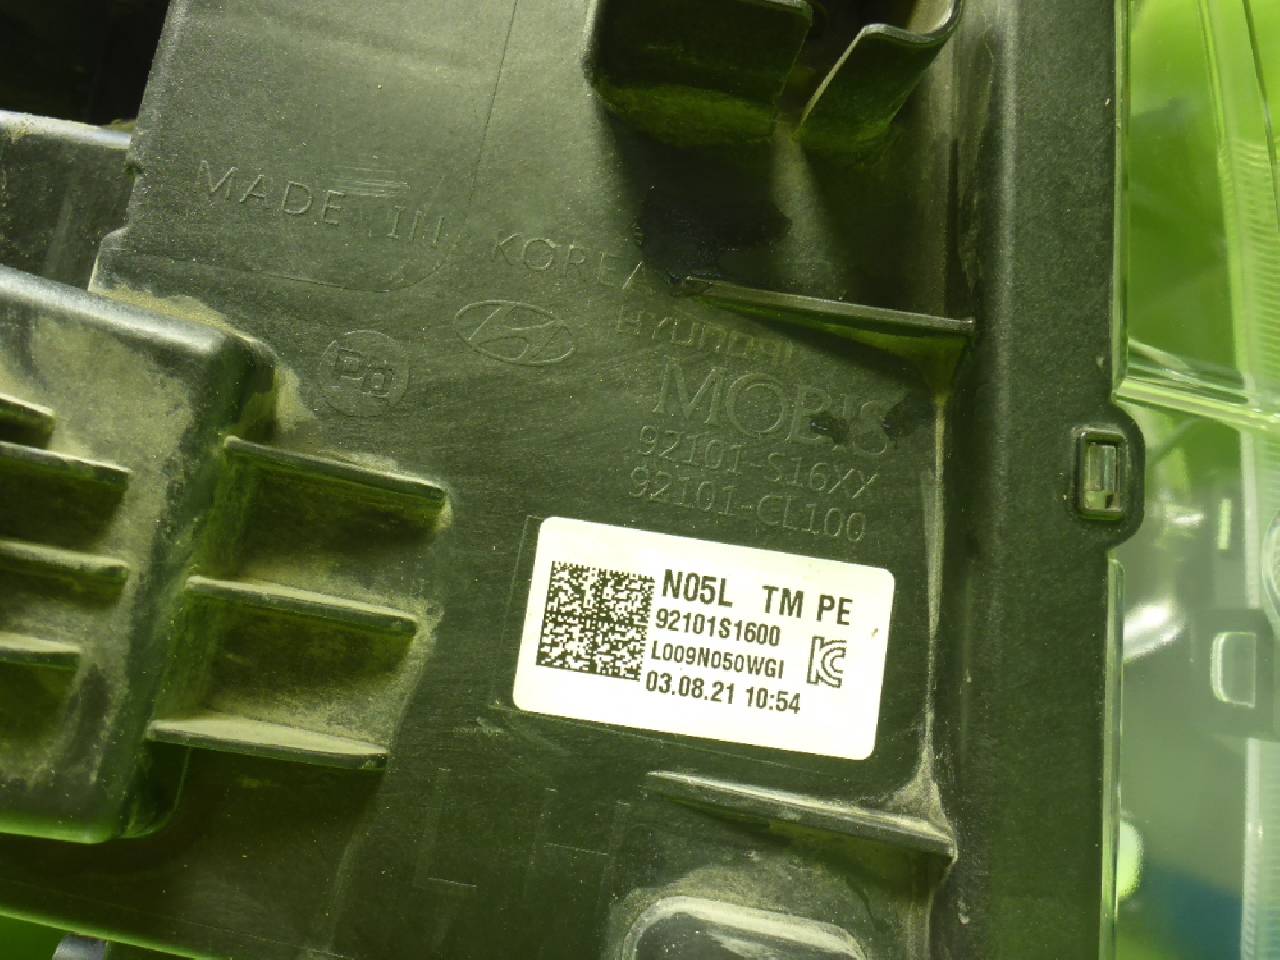 MADE IN KOREA
HYUNDAI
MOBIS
92101-S16XX
92101-CL100
N05L TM PE
92101S1600
L009N050WGI
03.08.21 10:54